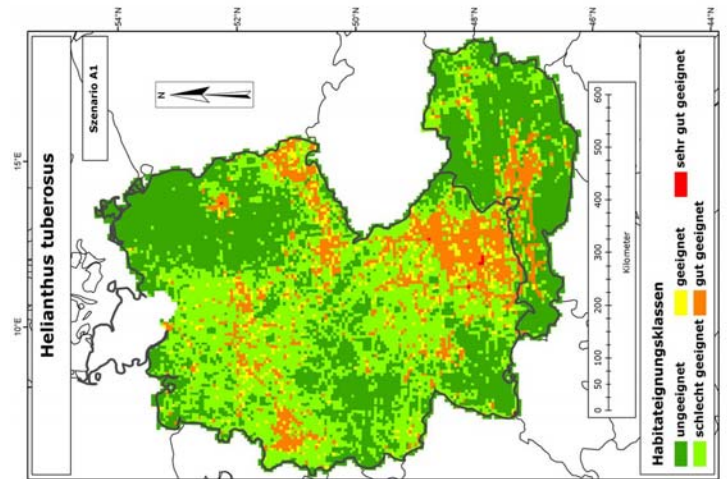 Helianthus tuberosus
Szenario A1
10°E
15°E
54°N
52°N
50°N
48°N
46°N
44°N
N
0 50 100 200 300 400 500 600
Kilometer
Habitateignungsklassen
ungeeignet
geeignet
sehr gut geeignet
schlecht geeignet
gut geeignet